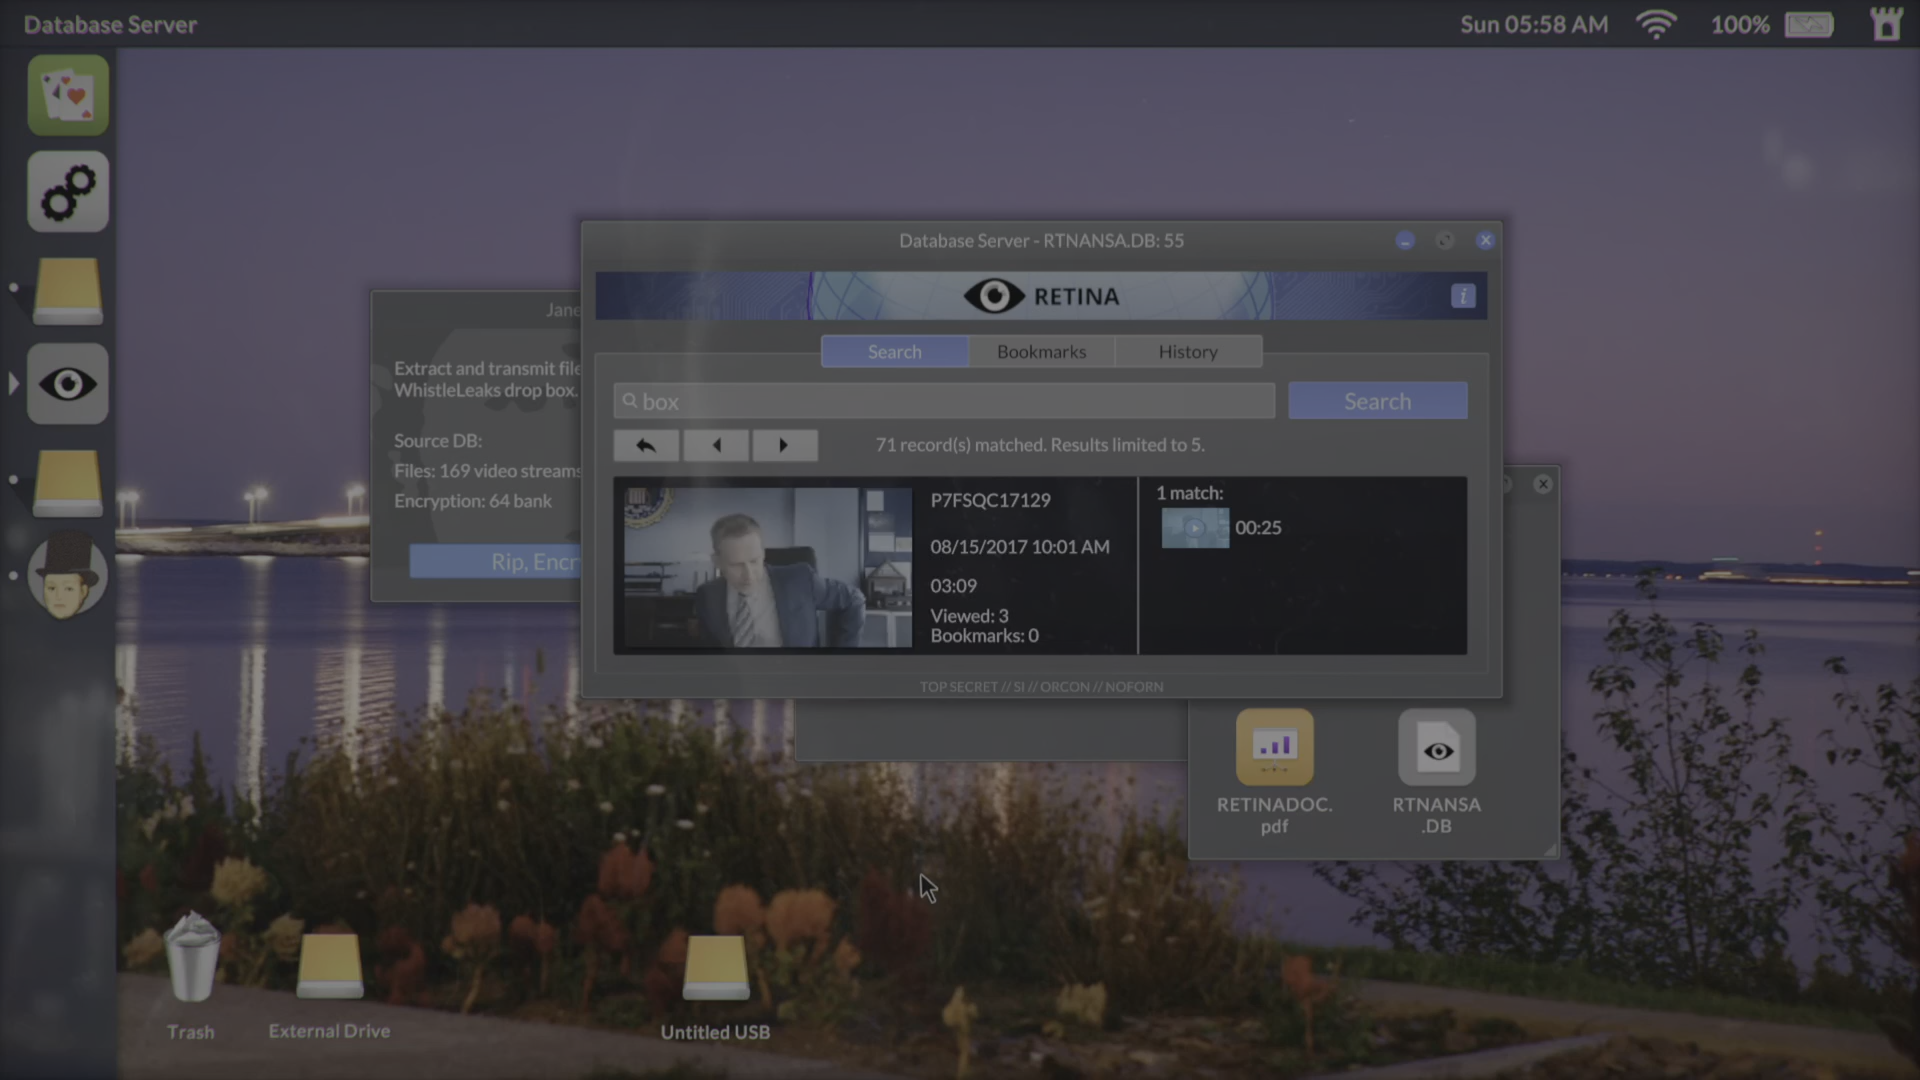 Database Server
Sun 05:58 AM
100%
Database Server - RTNANSA.DB: 55
RETINA
i
Search
Bookmarks
History
box
Search
71 record(s) matched. Results limited to 5.
P7FSQC17129
08/15/2017 10:01 AM
03:09
Viewed: 3
Bookmarks: 0
1 match:
00:25
TOP SECRET // SI // ORCON // NOFORN
Jane
Extract and transmit file
WhistleLeaks drop box.
Source DB:
Files: 169 video streams
Encryption: 64 bank
Rip, Encr
RETINADOC.
pdf
RTNANSA
.DB
Trash
External Drive
Untitled USB